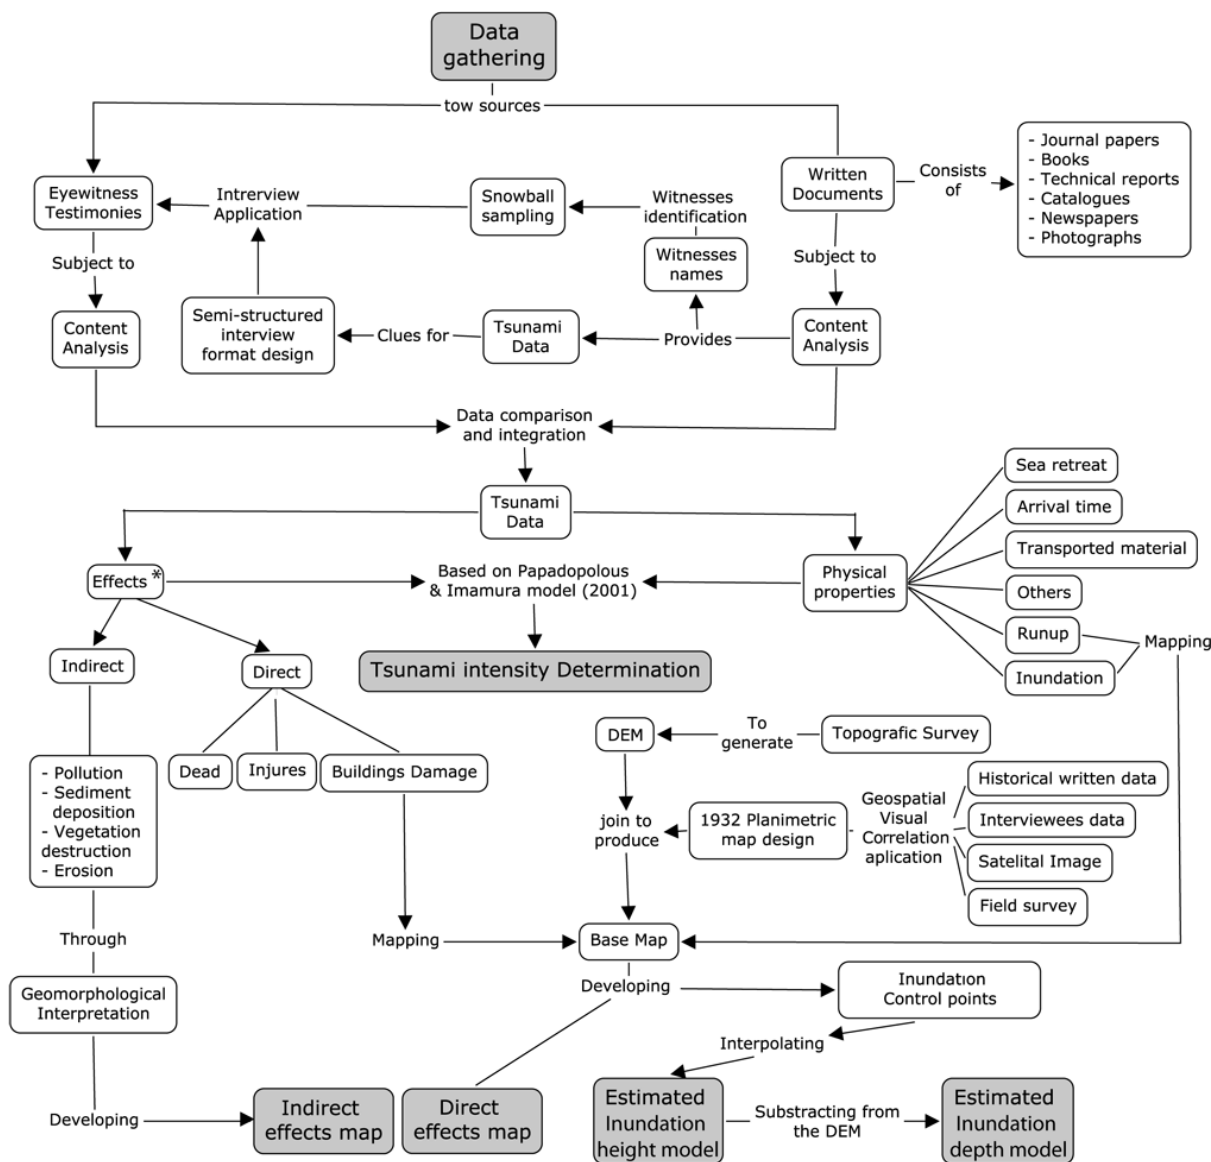 Data
gathering
tow sources
Eyewitness
Testimonies
Intrerview
Application
Snowball
sampling
Witnesses
identification
Written
Documents
Consists
of
- Journal papers
- Books
- Technical reports
- Catalogues
- Newspapers
- Photographs
Subject to
Witnesses
names
Subject to
Content
Analysis
Semi-structured
interview
format design
Clues for
Tsunami
Data
Provides
Content
Analysis
Data comparison
and integration
Tsunami
Data
Sea retreat
Arrival time
Transported material
Others
Runup
Inundation
Mapping
Effects *
Based on Papadopolous
& Imamura model (2001)
Physical
properties
Tsunami intensity Determination
Indirect
Direct
Dead
Injures
Buildings Damage
- Pollution
- Sediment
deposition
- Vegetation
destruction
- Erosion
DEM
To
generate
Topografic Survey
join to
produce
1932 Planimetric
map design
Geospatial
Visual
Correlation
aplication
Historical written data
Interviewees data
Satelital Image
Field survey
Through
Mapping
Base Map
Geomorphological
Interpretation
Developing
Inundation
Control points
Interpolating
Developing
Indirect
effects map
Direct
effects map
Estimated
Inundation
height model
Substracting from
the DEM
Estimated
Inundation
depth model